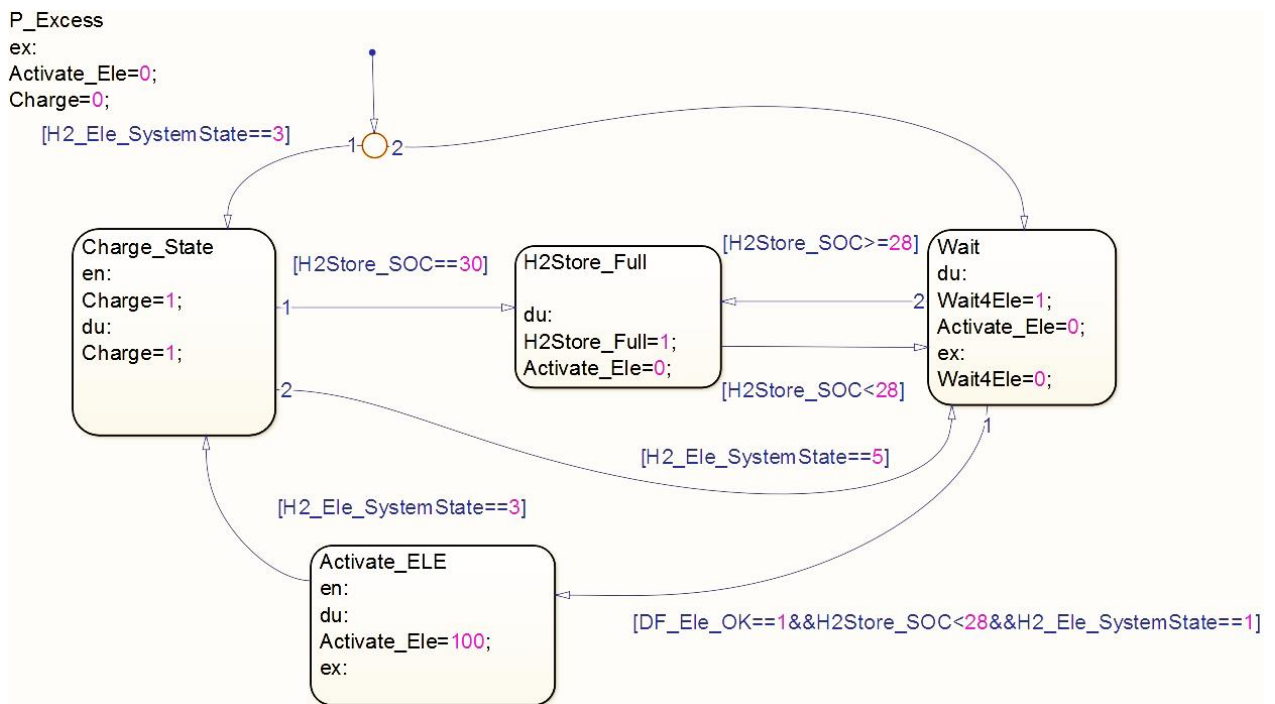 P_Excess
ex:
Activate_Ele=0;
Charge=0;
[H2_Ele_SystemState==3]
1
2
Charge_State
en:
Charge=1;
du:
Charge=1;
[H2Store_SOC==30]
1
2
H2Store_Full
du:
H2Store_Full=1;
Activate_Ele=0;
[H2Store_SOC>=28]
2
[H2Store_SOC<28]
Wait
du:
Wait4Ele=1;
Activate_Ele=0;
ex:
Wait4Ele=0;
1
[H2_Ele_SystemState==5]
[H2_Ele_SystemState==3]
Activate_ELE
en:
du:
Activate_Ele=100;
ex:
[DF_Ele_OK==1&&H2Store_SOC<28&&H2_Ele_SystemState==1]